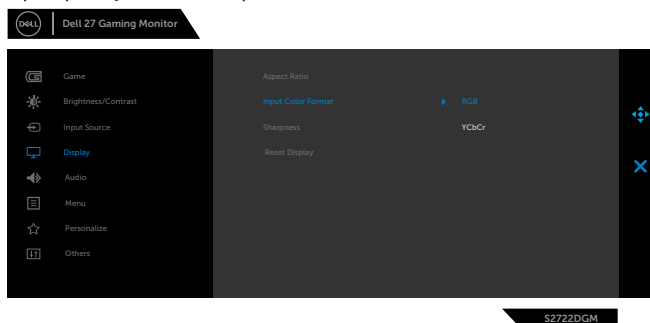 DELL
Dell 27 Gaming Monitor
Game
Aspect Ratio
Brightness/Contrast
Input Color Format
RGB
Input Source
Sharpness
YCbCr
Display
Reset Display
Audio
Menu
Personalize
Others
S2722DGM